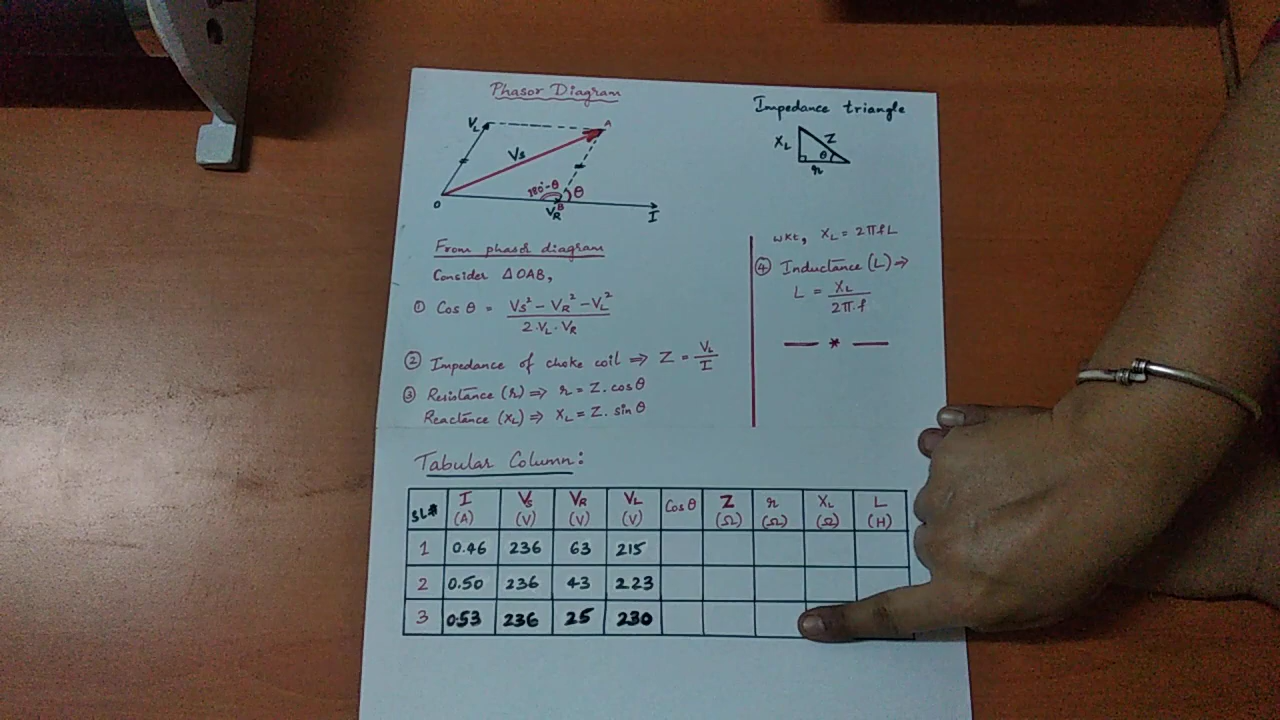 Phasor Diagram
VL
A
Vs
180°-θ
θ
O
B
VR
I
Impedance triangle
XL
Z
θ
r
From phasor diagram
Consider ΔOAB,
① Cos θ = Vs² - VR² - VL² / 2.VL.VR
② Impedance of choke coil ⇒ Z = VL / I
③ Resistance (r) ⇒ r = Z.cosθ
Reactance (XL) ⇒ XL = Z.sinθ
WKT, XL = 2πfL
④ Inductance (L) ⇒
L = XL / 2π.f
— * —
Tabular Column:
SL# I (A) Vs (V) VR (V) VL (V) Cosθ Z (Ω) r (Ω) XL (Ω) L (H)
1 0.46 236 63 215
2 0.50 236 43 223
3 0.53 236 25 230